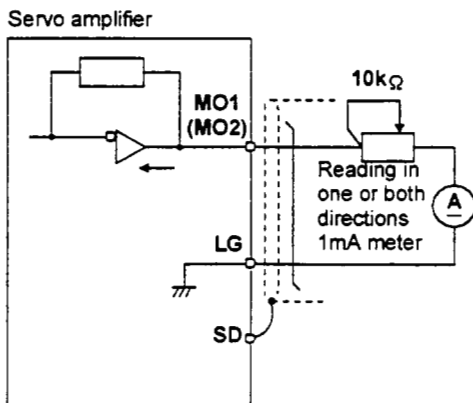 Servo amplifier
10kΩ
MO1
(MO2)
Reading in
one or both
directions
1mA meter
A
LG
SD